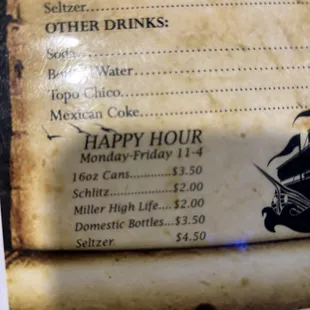 Seltzer..............
OTHER DRINKS:
Soda..............
Bottled Water..............
Topo Chico..............
Mexican Coke..............
HAPPY HOUR
Monday-Friday 11-4
16oz Cans............$3.50
Schlitz............$2.00
Miller High Life....$2.00
Domestic Bottles...$3.50
Seltzer $4.50